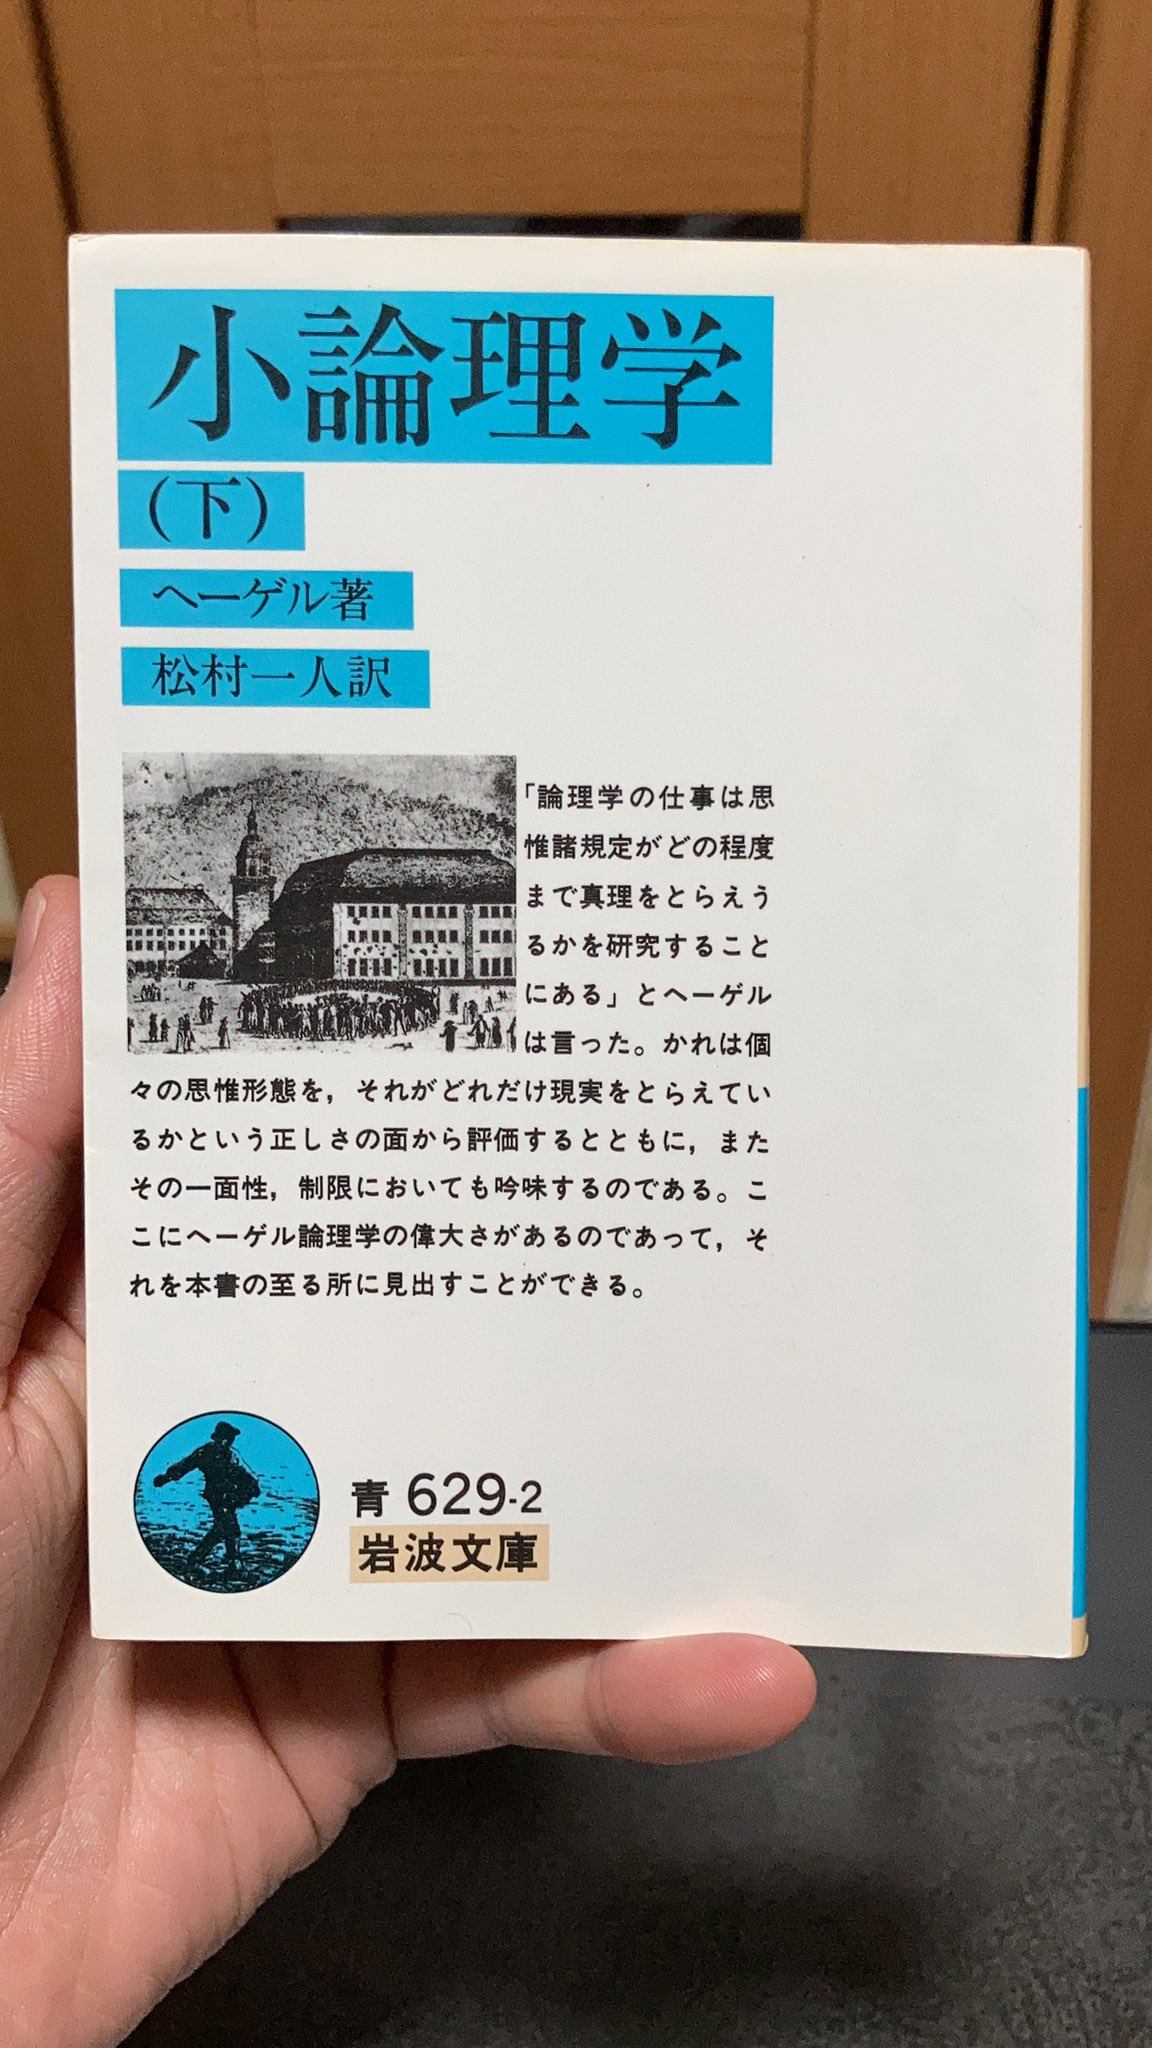 小論理学
（下）
ヘーゲル著
松村一人訳
「論理学の仕事は思
惟諸規定がどの程度
まで真理をとらえう
るかを研究すること
にある」とヘーゲル
は言った。かれは個
々の思惟形態を，それがどれだけ現実をとらえてい
るかという正しさの面から評価するとともに，また
その一面性，制限においても吟味するのである。こ
こにヘーゲル論理学の偉大さがあるのであって，そ
れを本書の至る所に見出すことができる。
青 629-2
岩波文庫